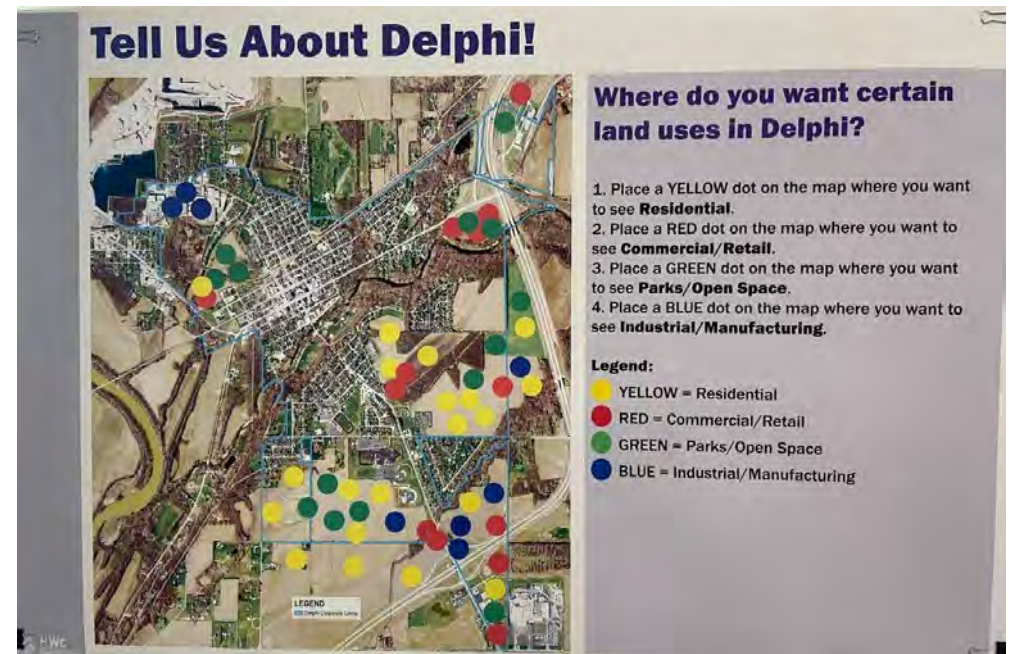 Tell Us About Delphi!
Where do you want certain
land uses in Delphi?
1. Place a YELLOW dot on the map where you want
to see Residential.
2. Place a RED dot on the map where you want to
see Commercial/Retail.
3. Place a GREEN dot on the map where you want
to see Parks/Open Space.
4. Place a BLUE dot on the map where you want to
see Industrial/Manufacturing.
Legend:
YELLOW = Residential
RED = Commercial/Retail
GREEN = Parks/Open Space
BLUE = Industrial/Manufacturing
LEGEND
Delphi Corporate Limits
HWC